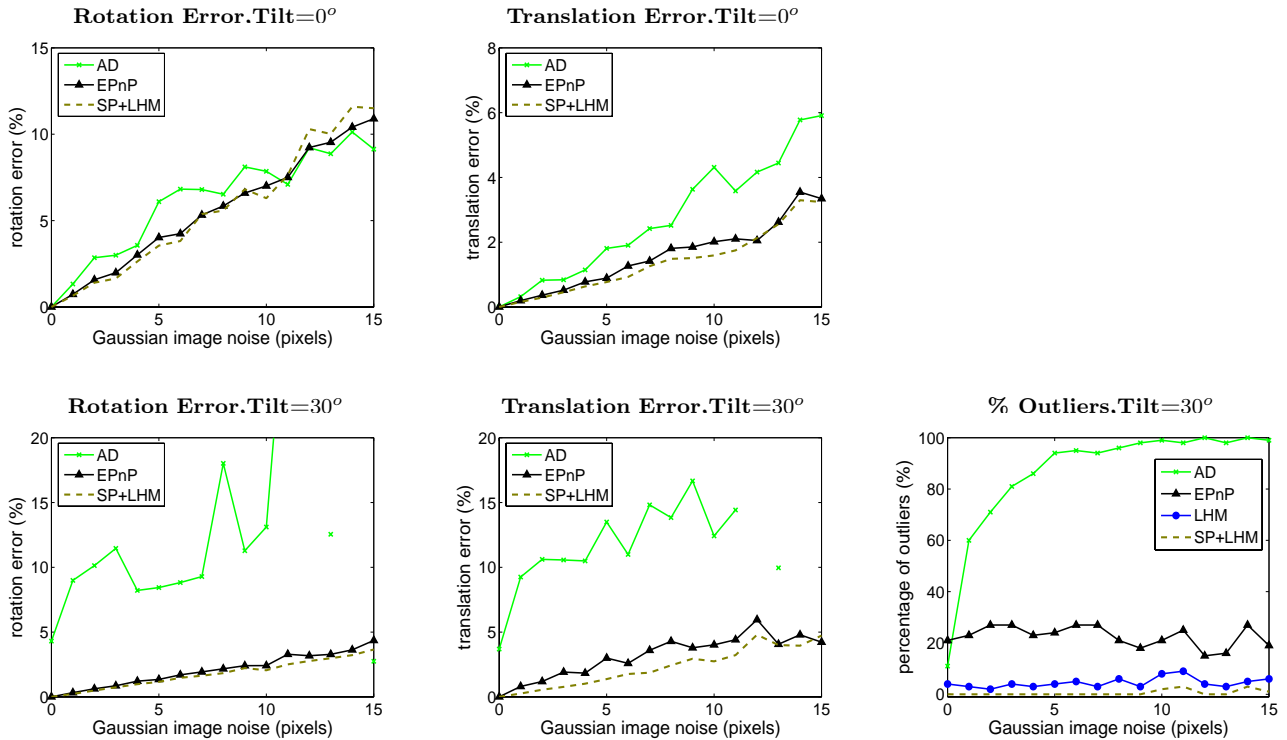 Rotation Error.Tilt=0°
15
10
5
0
rotation error (%)
AD
EPnP
SP+LHM
0 5 10 15
Gaussian image noise (pixels)
Translation Error.Tilt=0°
8
6
4
2
0
translation error (%)
AD
EPnP
SP+LHM
0 5 10 15
Gaussian image noise (pixels)
Rotation Error.Tilt=30°
20
15
10
5
0
rotation error (%)
AD
EPnP
SP+LHM
0 5 10 15
Gaussian image noise (pixels)
Translation Error.Tilt=30°
20
15
10
5
0
translation error (%)
AD
EPnP
SP+LHM
0 5 10 15
Gaussian image noise (pixels)
% Outliers.Tilt=30°
100
80
60
40
20
0
percentage of outliers (%)
AD
EPnP
LHM
SP+LHM
0 5 10 15
Gaussian image noise (pixels)